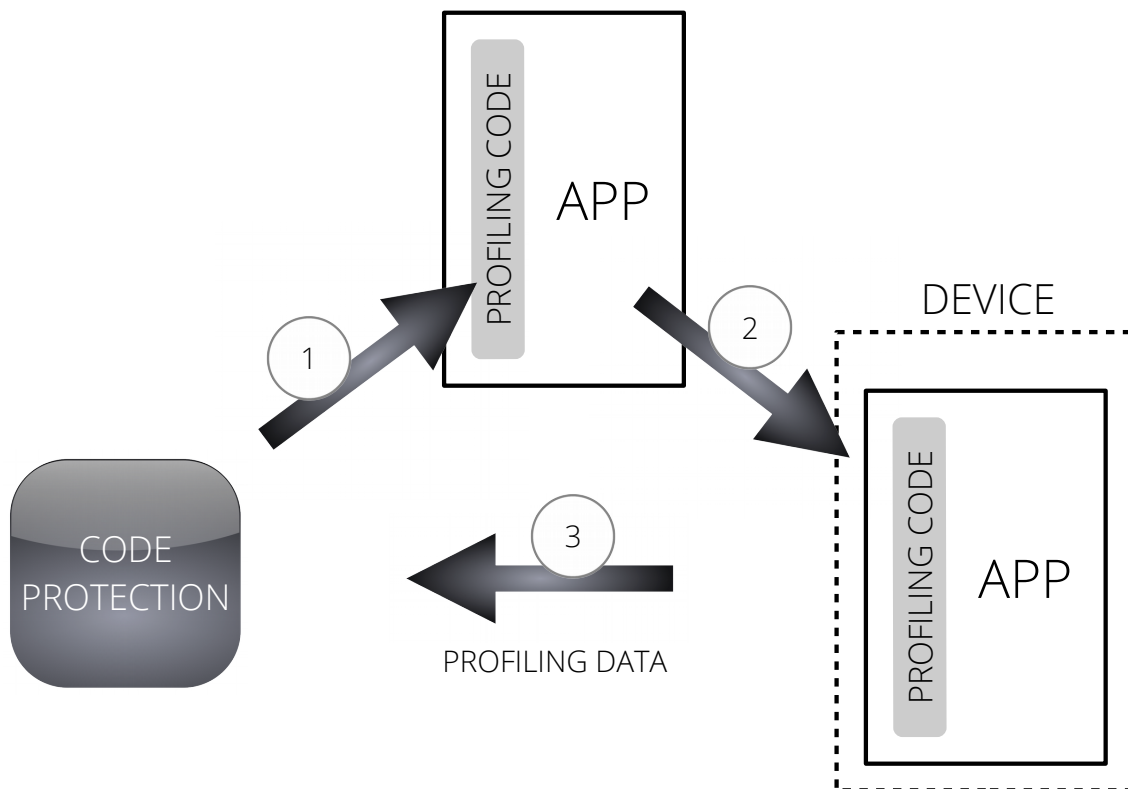 PROFILING CODE
APP
1
2
DEVICE
CODE
PROTECTION
3
PROFILING DATA
PROFILING CODE
APP